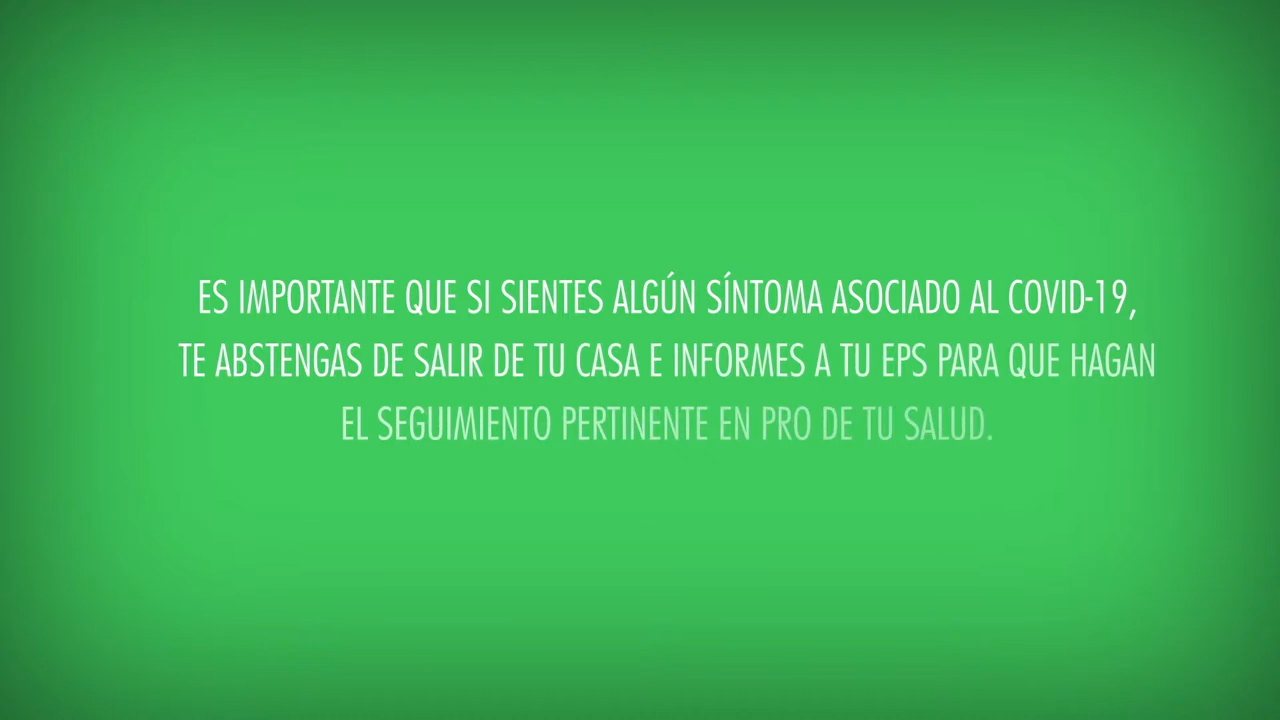 ES IMPORTANTE QUE SI SIENTES ALGÚN SÍNTOMA ASOCIADO AL COVID-19,
TE ABSTENGAS DE SALIR DE TU CASA E INFORMES A TU EPS PARA QUE HAGAN
EL SEGUIMIENTO PERTINENTE EN PRO DE TU SALUD.